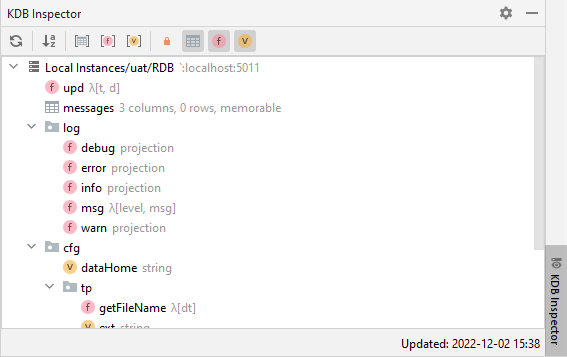 KDB Inspector
Local Instances/uat/RDB `:localhost:5011
upd λ[t, d]
messages 3 columns, 0 rows, memorable
log
debug projection
error projection
info projection
msg λ[level, msg]
warn projection
cfg
dataHome string
tp
getFileName λ[dt]
ext string
Updated: 2022-12-02 15:38
KDB Inspector